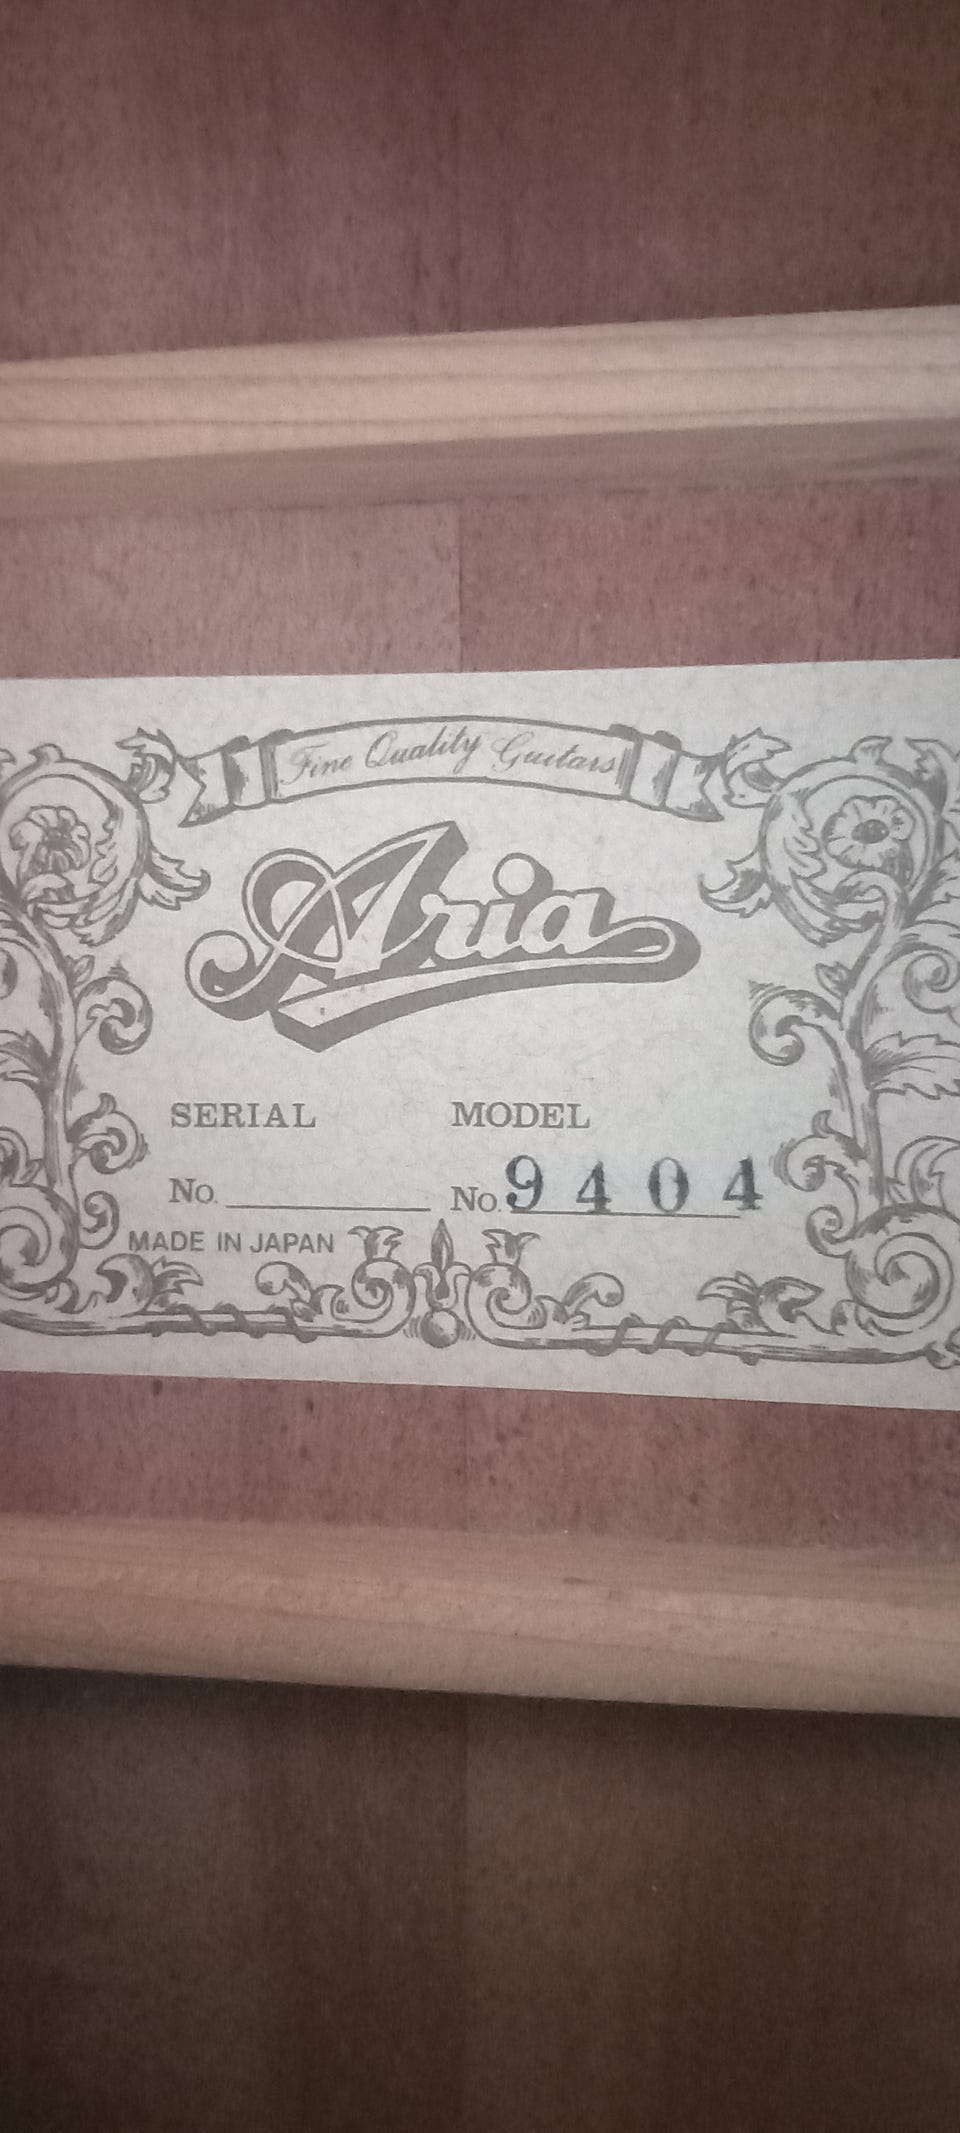 Fine Quality Guitars
Aria
SERIAL MODEL
No. No. 9404
MADE IN JAPAN